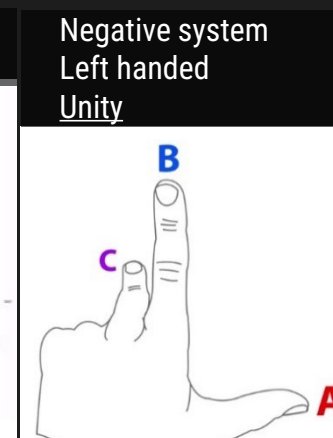 Negative system
Left handed
Unity
B
C
A